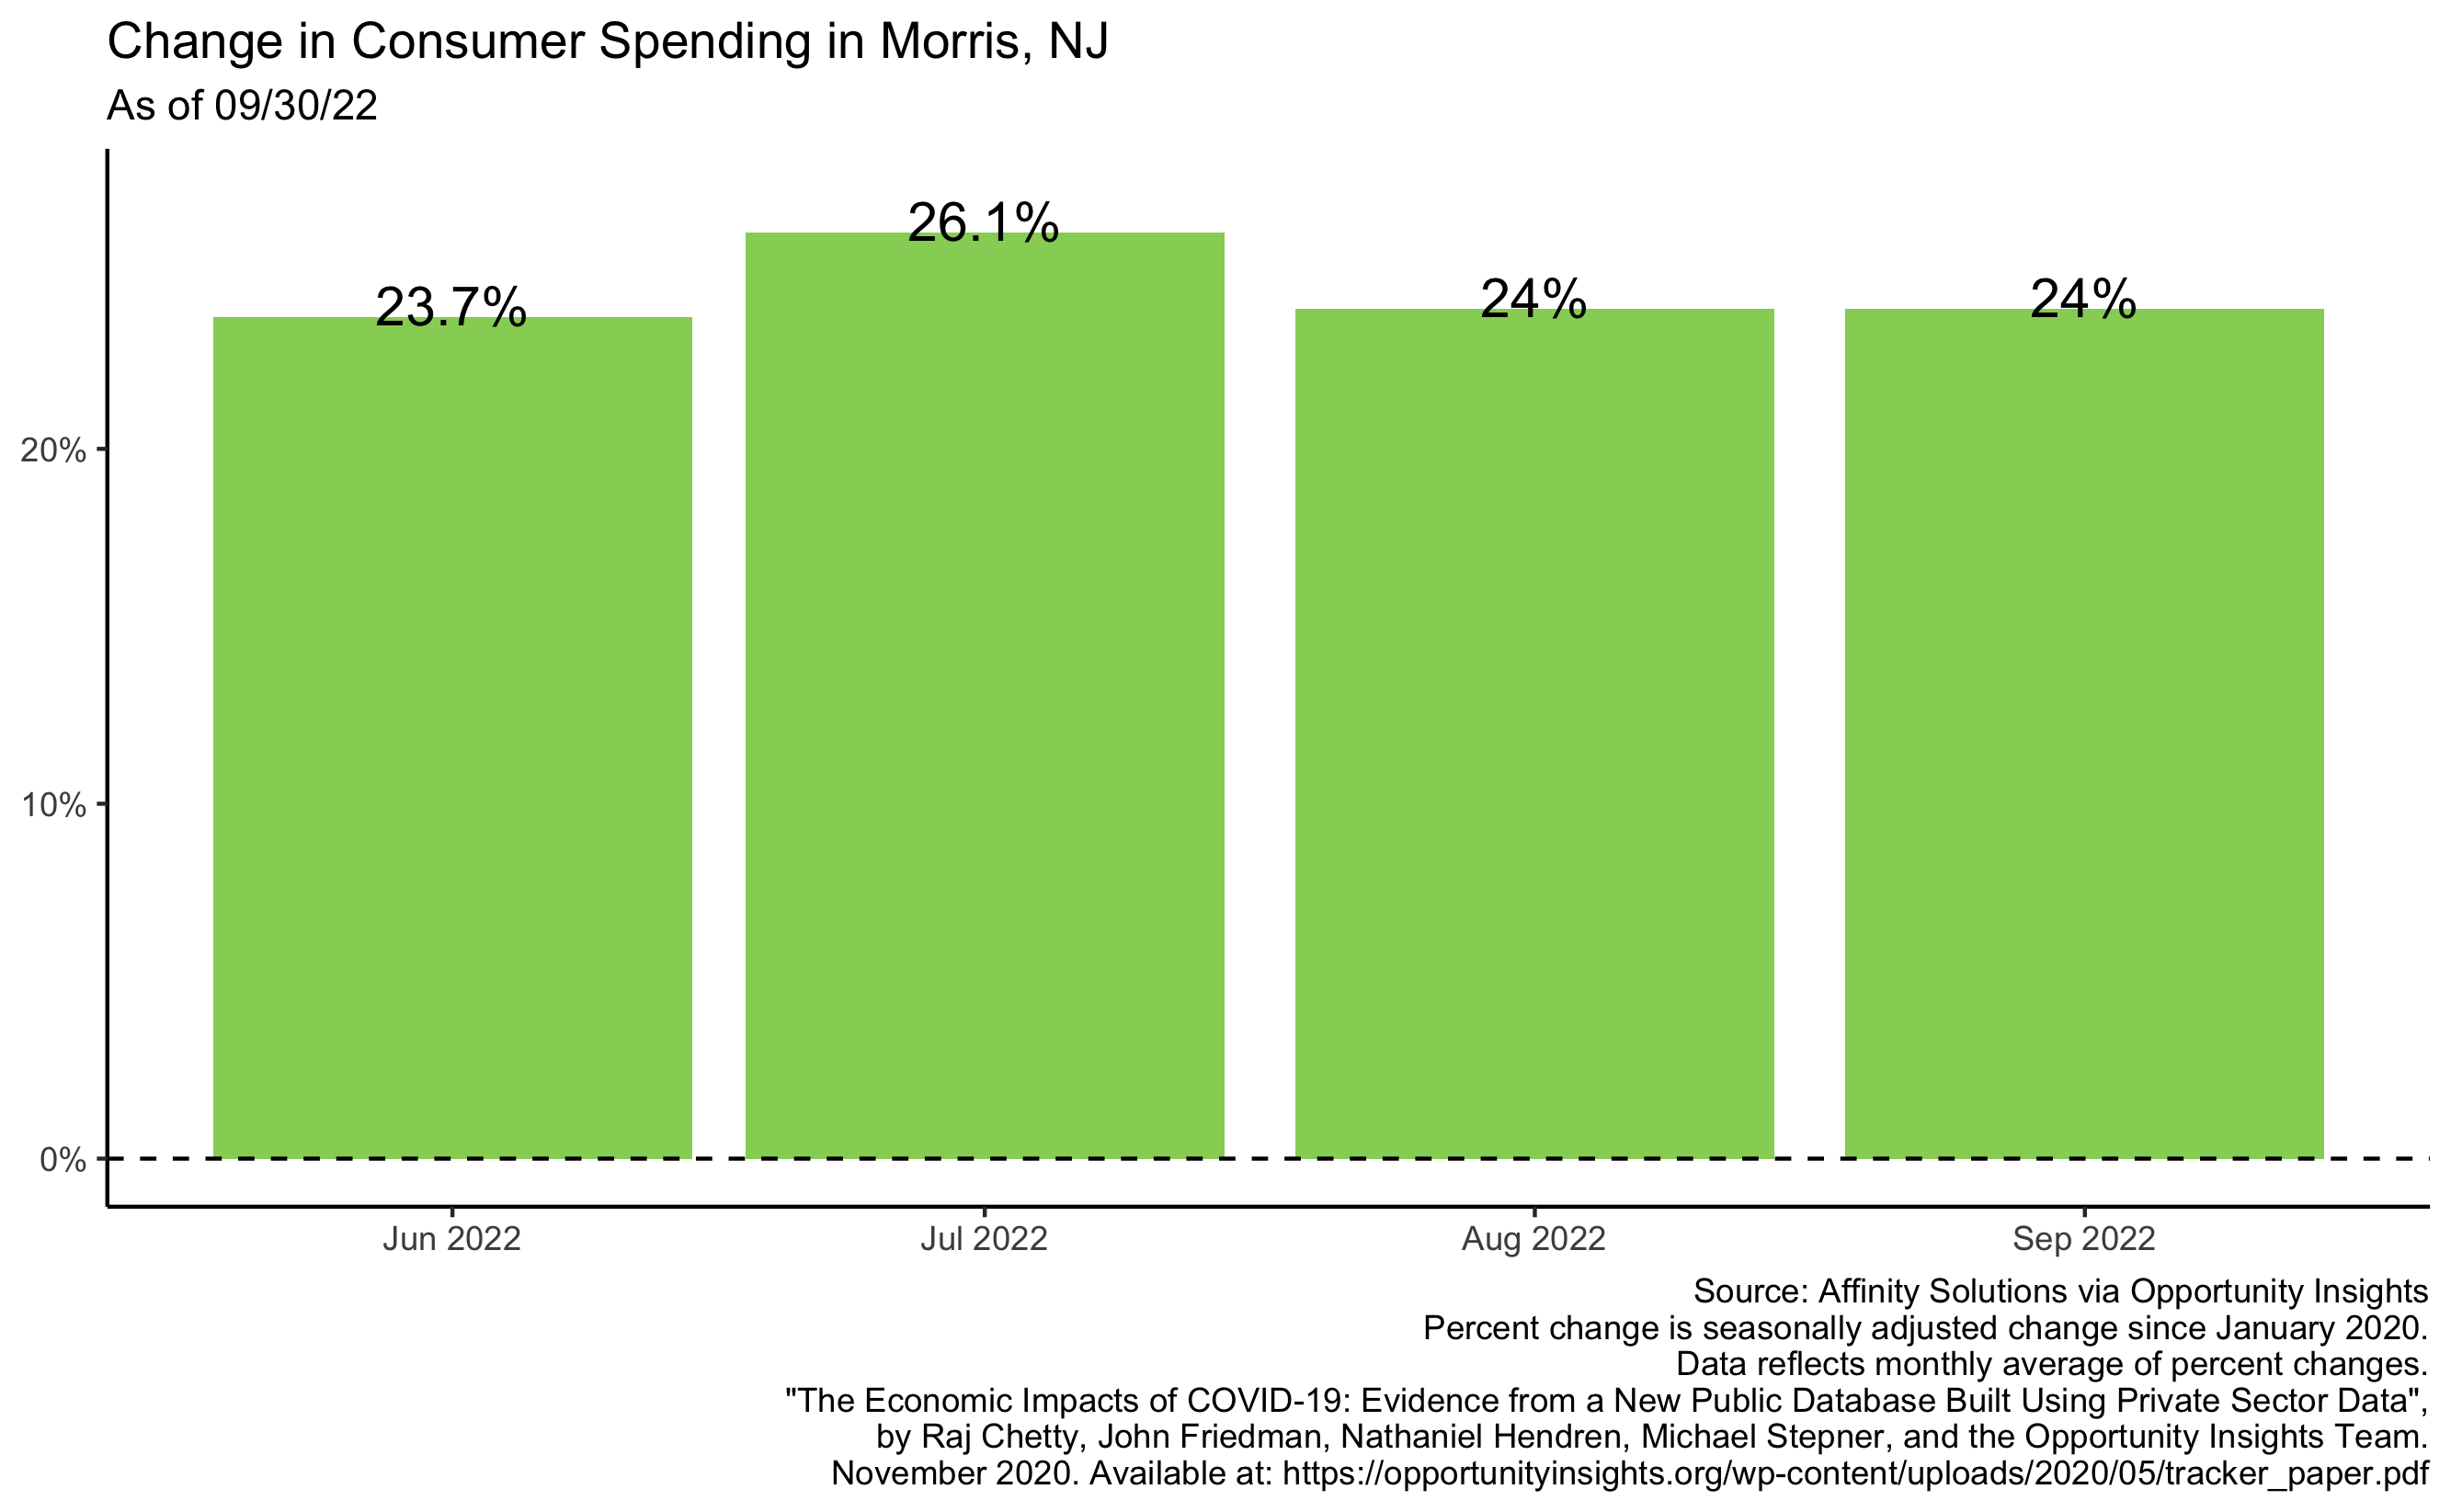 Change in Consumer Spending in Morris, NJ
As of 09/30/22
23.7%
26.1%
24%
24%
20%
10%
0%
Jun 2022
Jul 2022
Aug 2022
Sep 2022
Source: Affinity Solutions via Opportunity Insights
Percent change is seasonally adjusted change since January 2020.
Data reflects monthly average of percent changes.
"The Economic Impacts of COVID-19: Evidence from a New Public Database Built Using Private Sector Data",
by Raj Chetty, John Friedman, Nathaniel Hendren, Michael Stepner, and the Opportunity Insights Team.
November 2020. Available at: https://opportunityinsights.org/wp-content/uploads/2020/05/tracker_paper.pdf